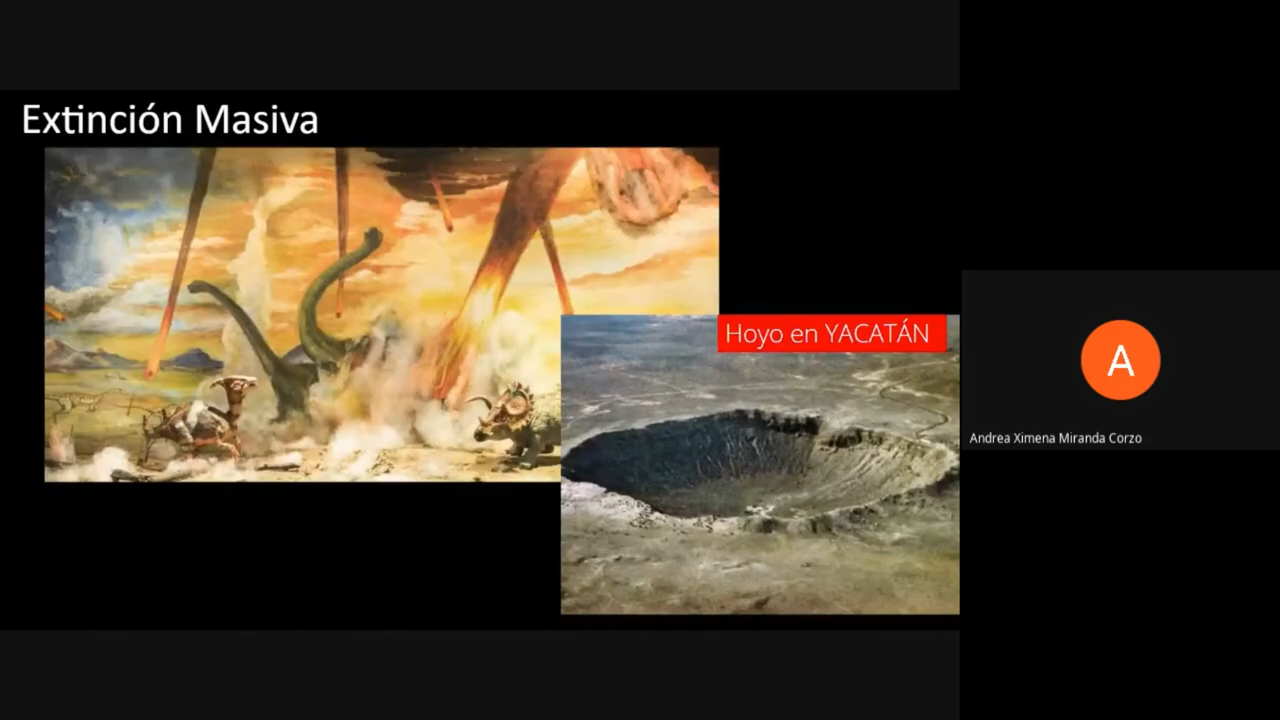 Extinción Masiva
Hoyo en YACATÁN
A
Andrea Ximena Miranda Corzo